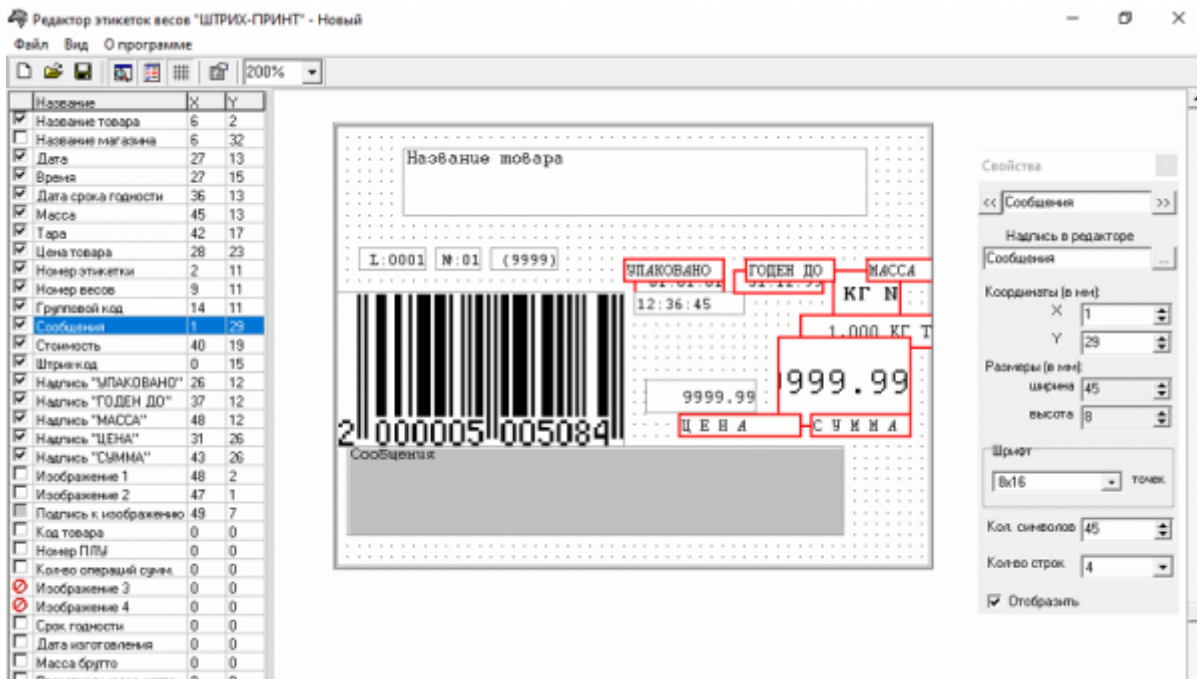 Редактор этикеток весов "ШТРИХ-ПРИНТ" - Новый
Файл Вид О программе
200%
Название X Y
Название товара 6 2
Название магазина 6 32
Дата 27 13
Время 27 15
Дата срока годности 36 13
Масса 45 13
Тара 42 17
Цена товара 28 23
Номер этикетки 2 11
Номер весов 9 11
Групповой код 14 11
Сообщения 1 29
Стоимость 40 19
Штрих-код 0 15
Надпись "УПАКОВАНО" 26 12
Надпись "ГОДЕН ДО" 37 12
Надпись "МАССА" 48 12
Надпись "ЦЕНА" 31 26
Надпись "СУММА" 43 26
Изображение 1 48 2
Изображение 2 47 1
Подпись к изображению 49 7
Код товара 0 0
Номер ПЛУ 0 0
Кол-во операций сумм. 0 0
Изображение 3 0 0
Изображение 4 0 0
Срок годности 0 0
Дата изготовления 0 0
Масса брутто 0 0
Название товара
L:0001 №:01 (9999)
УПАКОВАНО ГОДЕН ДО МАССА
12:36:45
КГ N
1.000 КГ Т
9999.99
9999.99
ЦЕНА СУММА
2 000005 005084
Сообщения
Свойства
<< Сообщения >>
Надпись в редакторе
Сообщения ...
Координаты (в мм):
X 1
Y 29
Размеры (в мм):
ширина 45
высота 8
Шрифт
8x16 точек
Кол. символов 45
Кол-во строк 4
Отобразить